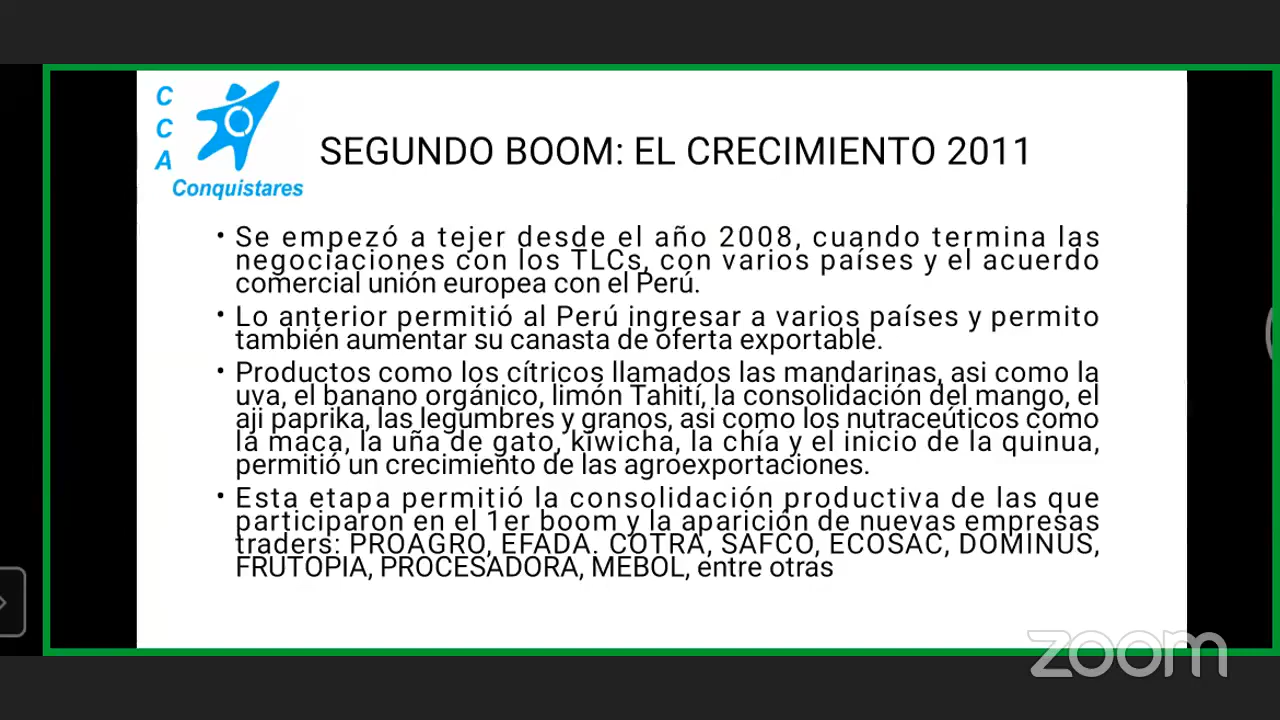 C
C
A
Conquistares
SEGUNDO BOOM: EL CRECIMIENTO 2011
• Se empezó a tejer desde el año 2008, cuando termina las
negociaciones con los TLCs, con varios países y el acuerdo
comercial unión europea con el Perú.
• Lo anterior permitió al Perú ingresar a varios países y permito
también aumentar su canasta de oferta exportable.
• Productos como los cítricos llamados las mandarinas, asi como la
uva, el banano orgánico, limón Tahití, la consolidación del mango, el
aji paprika, las legumbres y granos, asi como los nutraceúticos como
la maca, la uña de gato, kiwicha, la chía y el inicio de la quinua,
permitió un crecimiento de las agroexportaciones.
• Esta etapa permitió la consolidación productiva de las que
participaron en el 1er boom y la aparición de nuevas empresas
traders: PROAGRO, EFADA. COTRA, SAFCO, ECOSAC, DOMINUS,
FRUTOPIA, PROCESADORA, MEBOL, entre otras
zoom